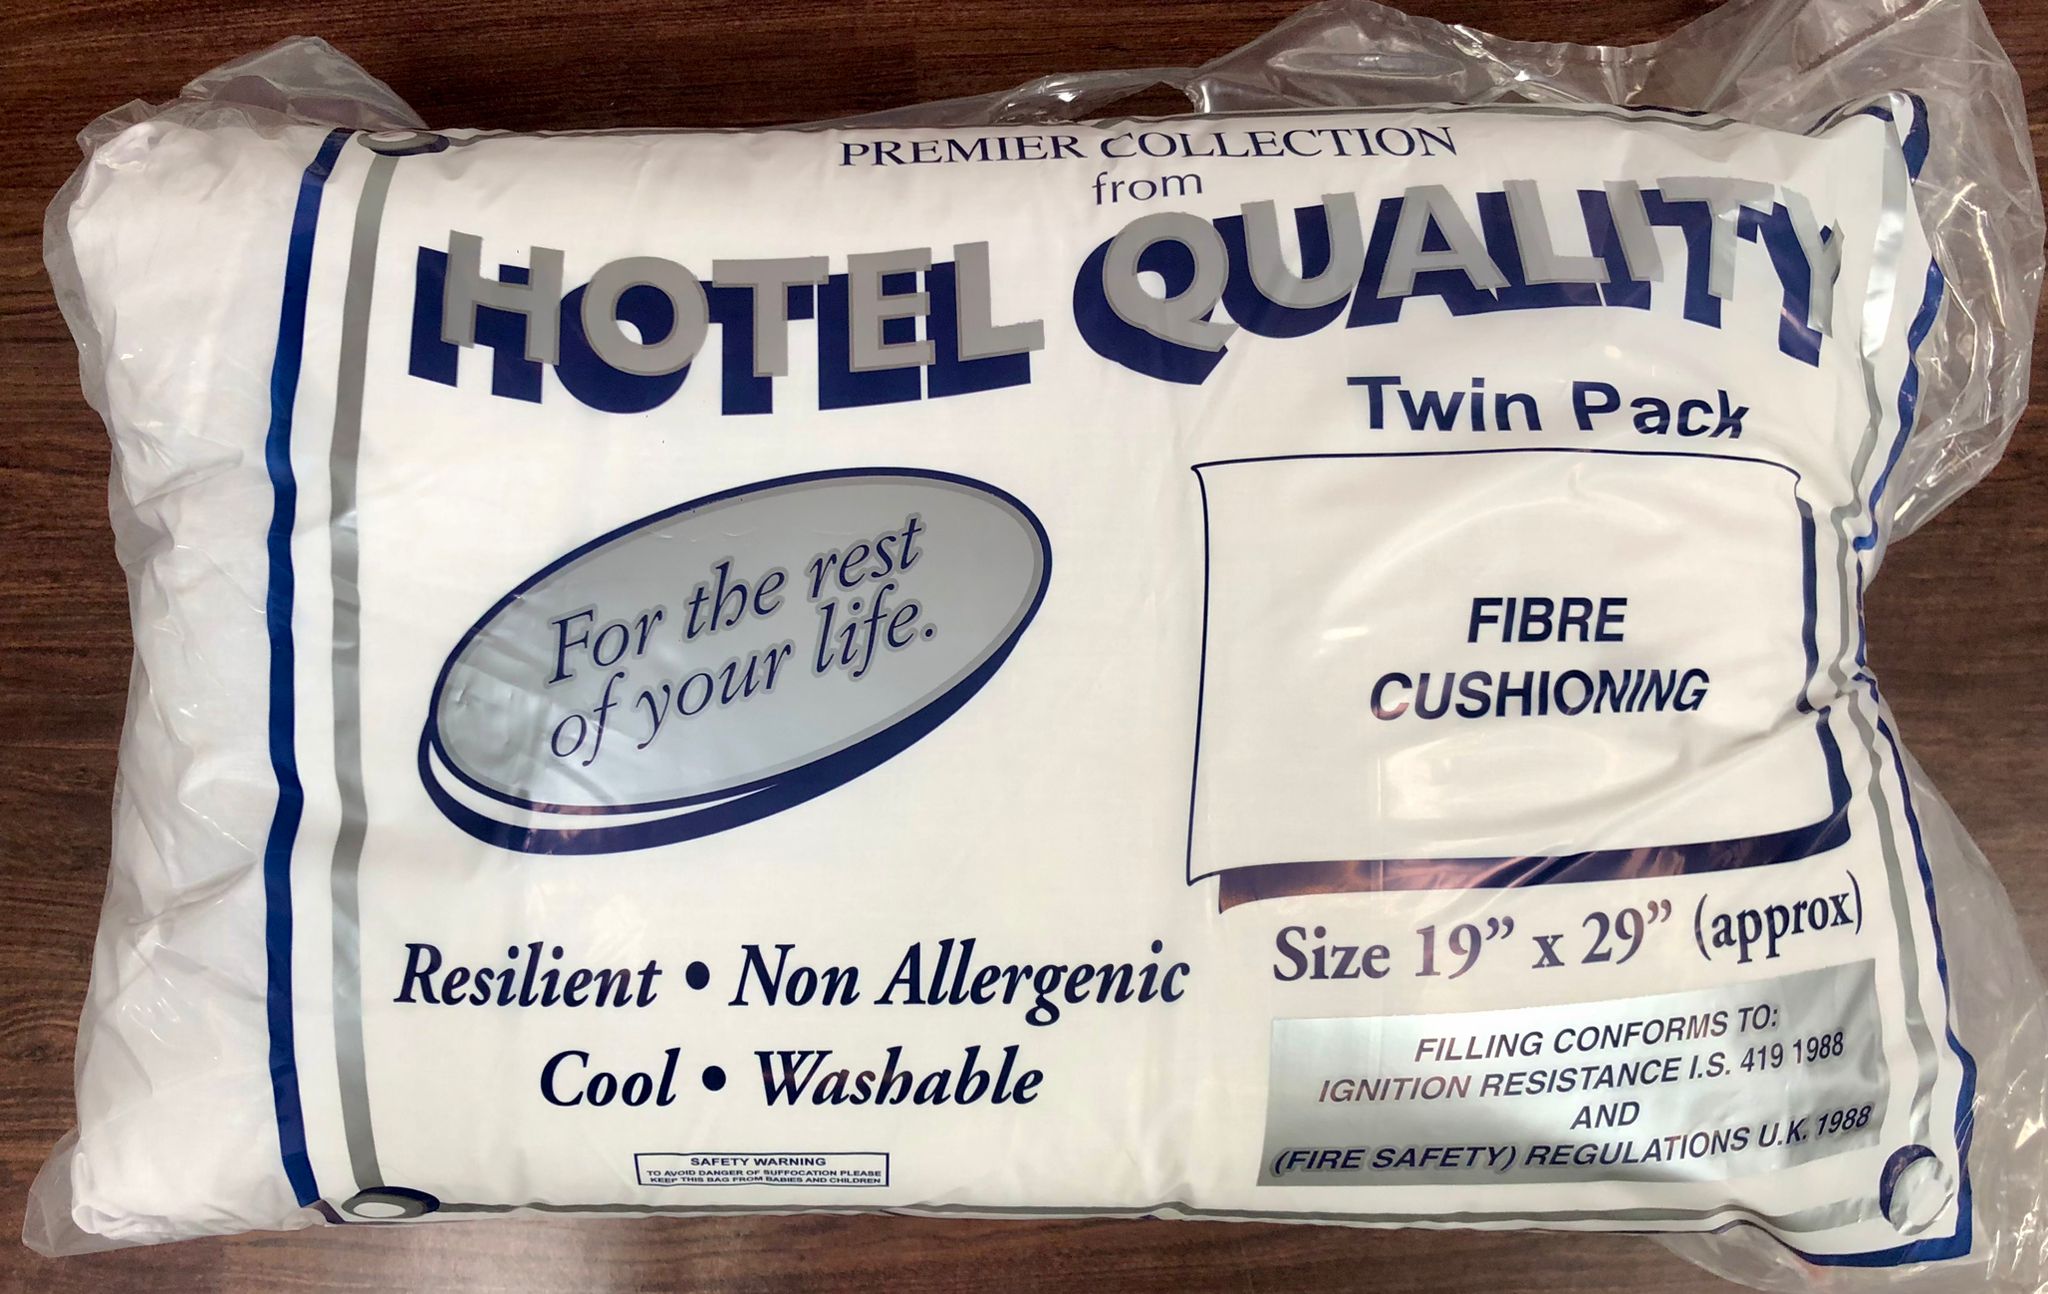 PREMIER COLLECTION
from
HOTEL QUALITY
Twin Pack
For the rest
of your life.
FIBRE
CUSHIONING
Resilient • Non Allergenic
Cool • Washable
Size 19” x 29” (approx)
FILLING CONFORMS TO:
IGNITION RESISTANCE I.S. 419 1988
AND
(FIRE SAFETY) REGULATIONS U.K. 1988
SAFETY WARNING
TO AVOID DANGER OF SUFFOCATION PLEASE
KEEP THIS BAG FROM BABIES AND CHILDREN